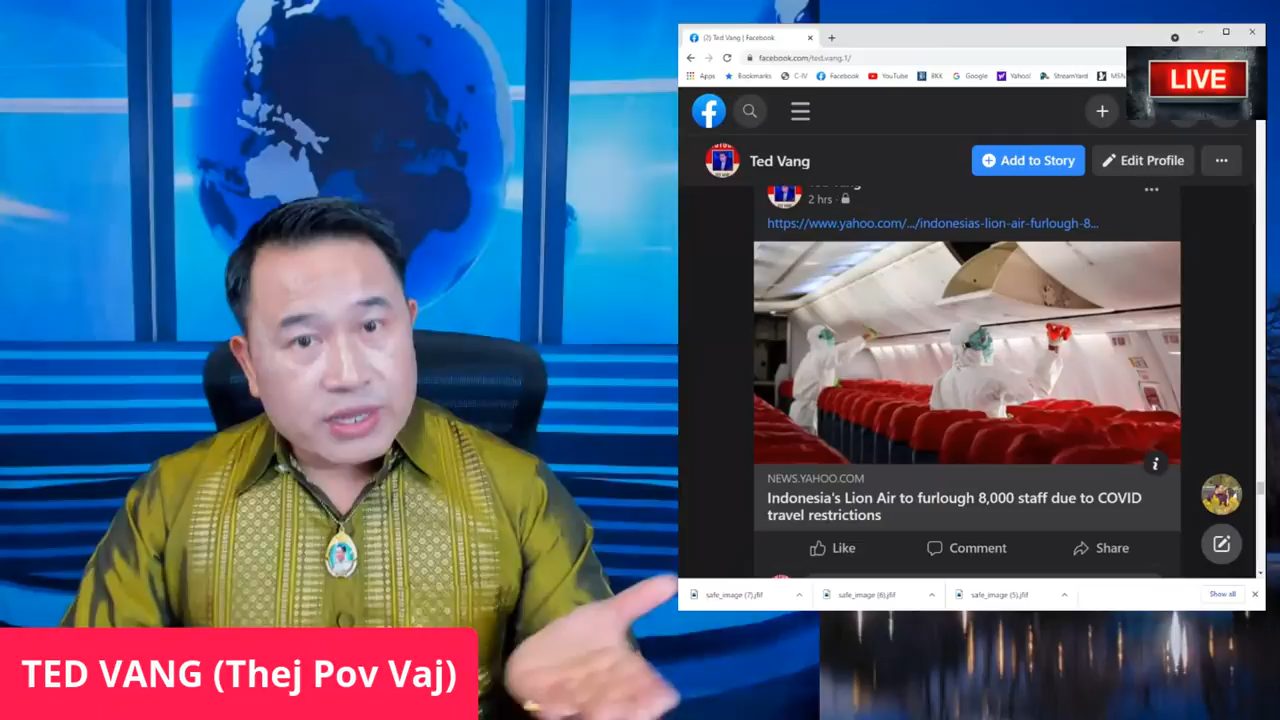 (2) Ted Vang | Facebook
facebook.com/ted.vang.1/
Apps Bookmarks C-IV Facebook YouTube BKK Google Yahoo! StreamYard MSN
LIVE
Ted Vang
Add to Story
Edit Profile
2 hrs
https://www.yahoo.com/.../indonesias-lion-air-furlough-8...
NEWS.YAHOO.COM
Indonesia's Lion Air to furlough 8,000 staff due to COVID
travel restrictions
Like Comment Share
safe_image (7).jfif safe_image (6).jfif safe_image (5).jfif Show all
TED VANG (Thej Pov Vaj)